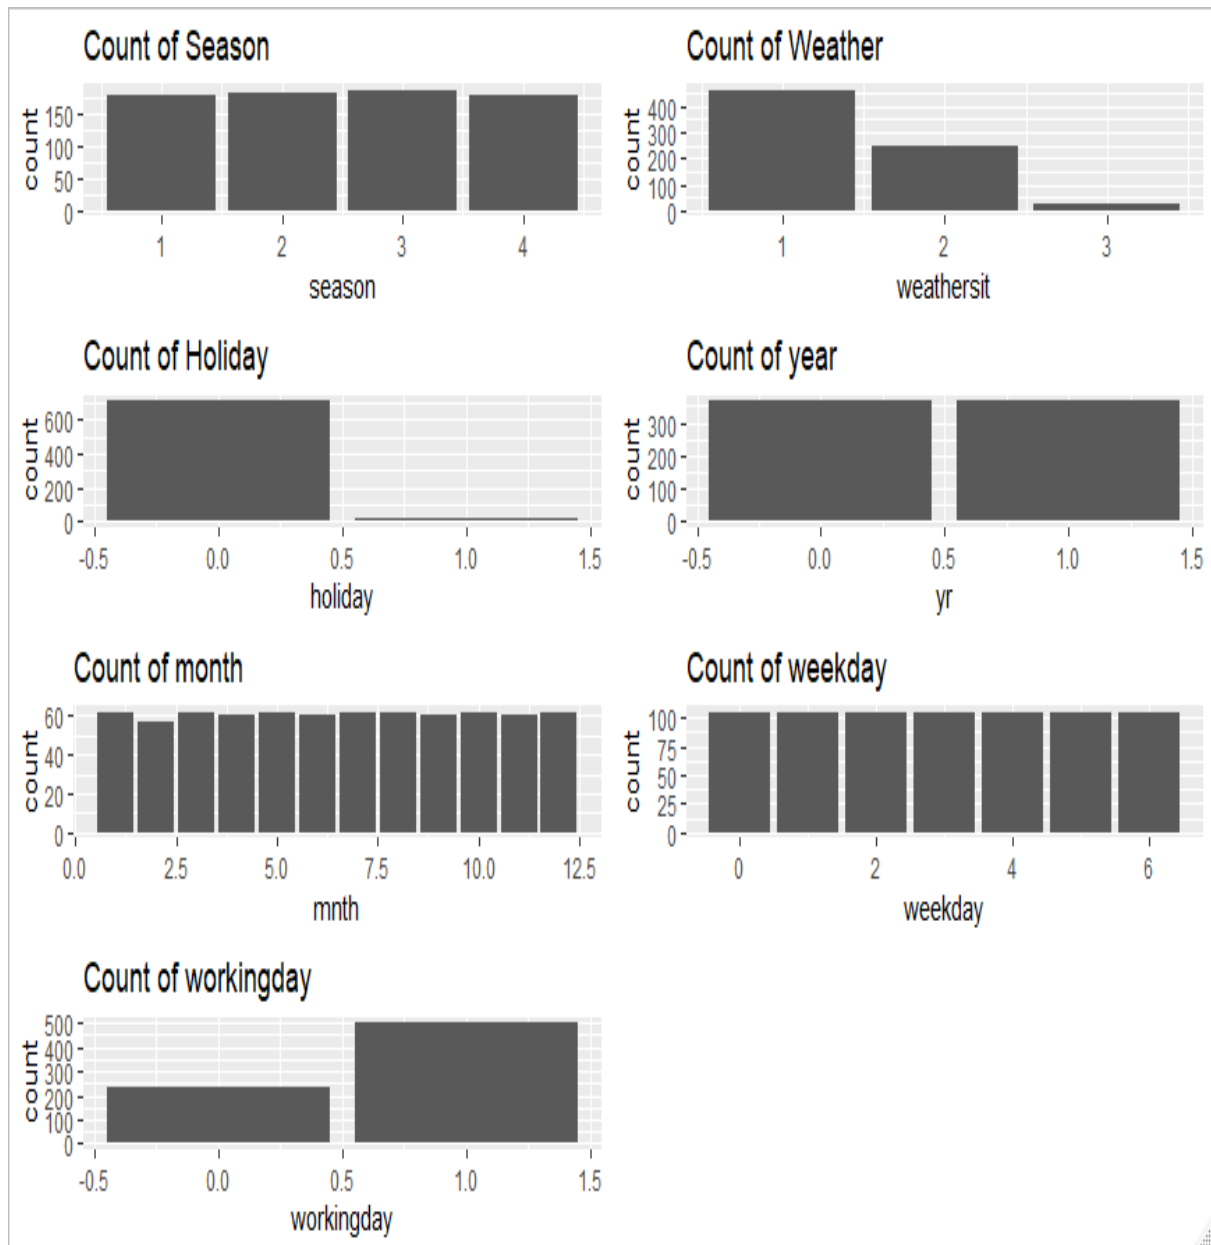 Count of Season
count
150
100
50
0
1 2 3 4
season
Count of Weather
count
400
300
200
100
0
1 2 3
weathersit
Count of Holiday
count
600
400
200
0
-0.5 0.0 0.5 1.0 1.5
holiday
Count of year
count
300
200
100
0
-0.5 0.0 0.5 1.0 1.5
yr
Count of month
count
60
40
20
0
0.0 2.5 5.0 7.5 10.0 12.5
mnth
Count of weekday
count
100
75
50
25
0
0 2 4 6
weekday
Count of workingday
count
500
400
300
200
100
0
-0.5 0.0 0.5 1.0 1.5
workingday